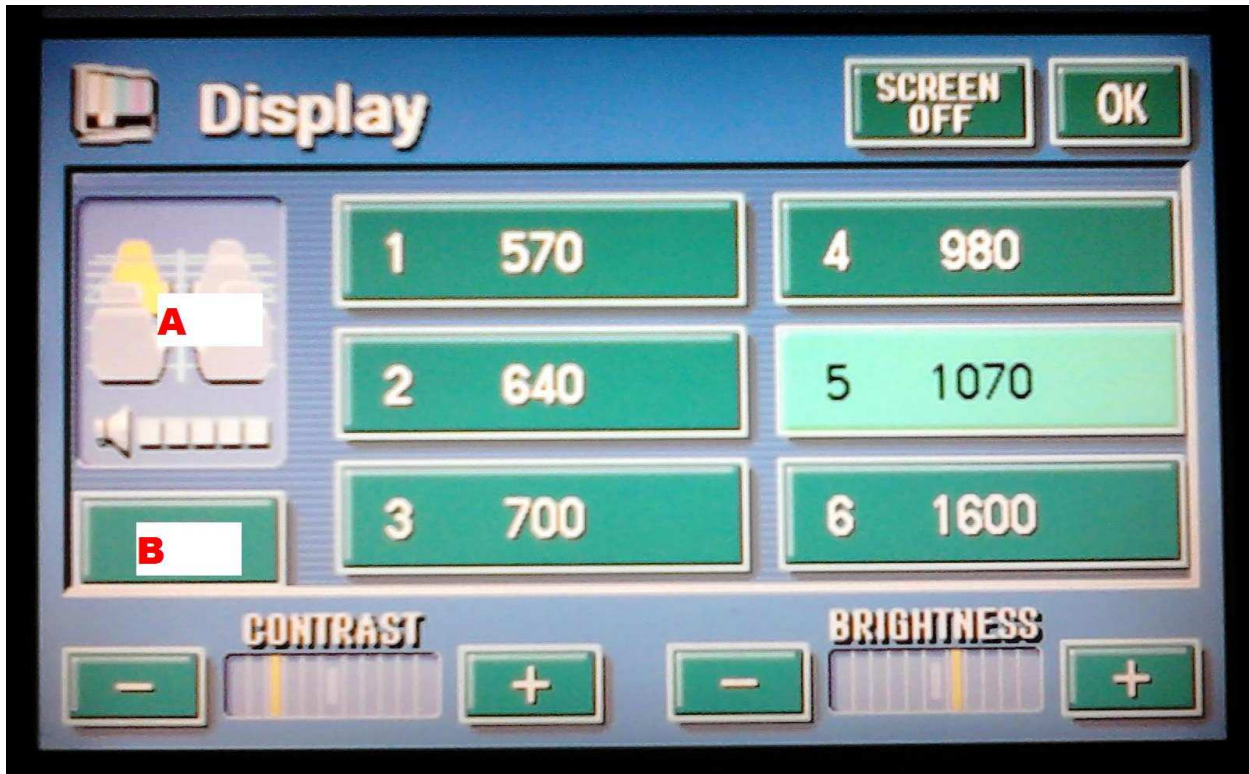 Display
SCREEN OFF
OK
1 570
4 980
A
2 640
5 1070
3 700
6 1600
B
CONTRAST
BRIGHTNESS
- +
- +